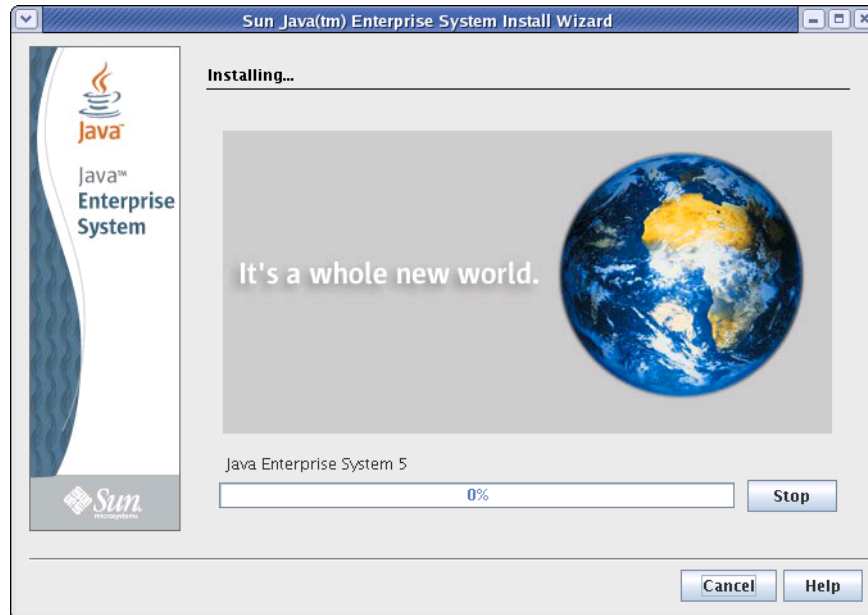 Sun Java(tm) Enterprise System Install Wizard
Java™
Java™
Enterprise
System
Sun
microsystems
Installing...
It's a whole new world.
Java Enterprise System 5
0%
Stop
Cancel
Help